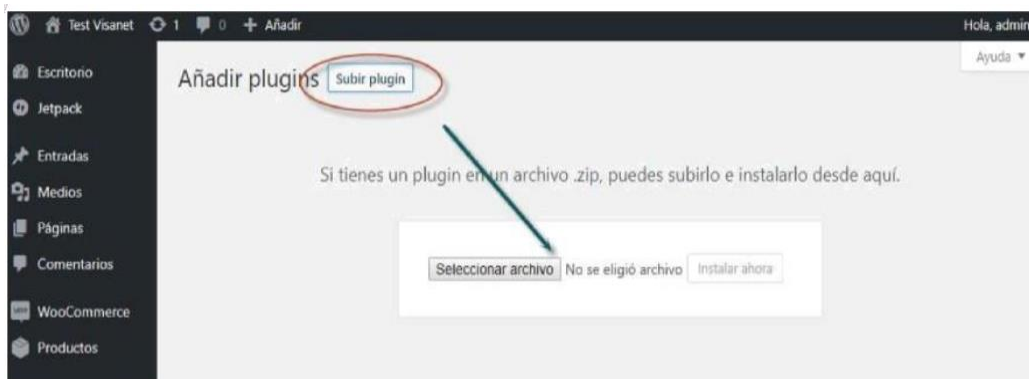 Test Visanet 1 0 + Añadir Hola, admin
Ayuda
Escritorio
Jetpack
Entradas
Medios
Páginas
Comentarios
WooCommerce
Productos
Añadir plugins Subir plugin
Si tienes un plugin en un archivo .zip, puedes subirlo e instalarlo desde aquí.
Seleccionar archivo No se eligió archivo Instalar ahora